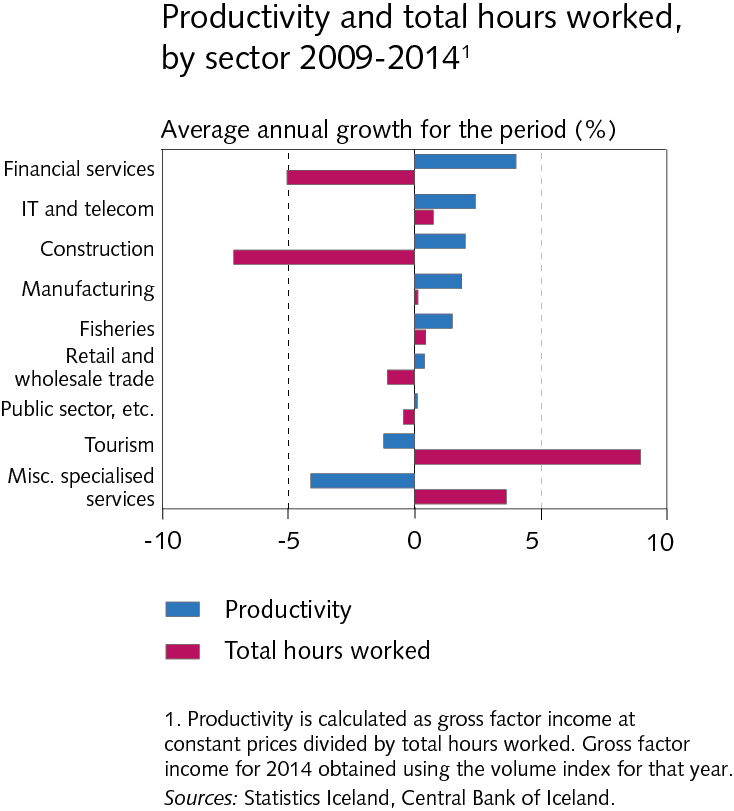 Productivity and total hours worked,
by sector 2009-2014¹
Average annual growth for the period (%)
Financial services
IT and telecom
Construction
Manufacturing
Fisheries
Retail and
wholesale trade
Public sector, etc.
Tourism
Misc. specialised
services
-10 -5 0 5 10
Productivity
Total hours worked
1. Productivity is calculated as gross factor income at
constant prices divided by total hours worked. Gross factor
income for 2014 obtained using the volume index for that year.
Sources: Statistics Iceland, Central Bank of Iceland.